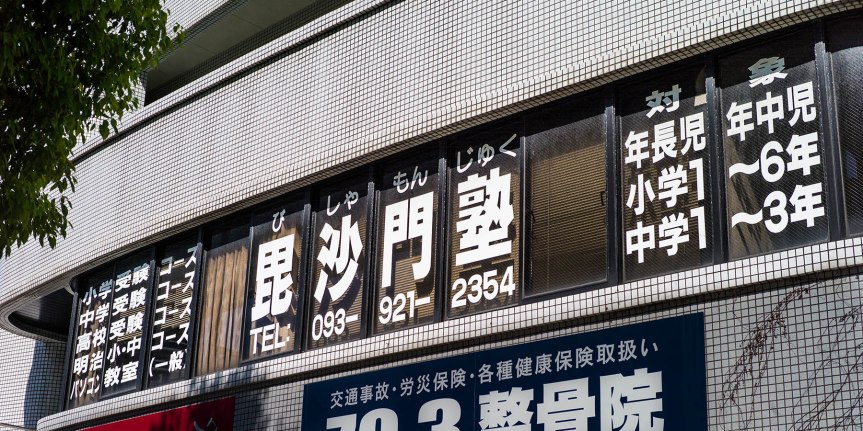 小学受験コース
中学受験コース
高校受験コース
明治小・中コース
パソコン教室(一般)
びしゃもんじゅく
毘沙門塾
TEL: 093-921-2354
対象
年長児 年中児
小学1〜6年
中学1〜3年
交通事故・労災保険・各種健康保険取扱い
整骨院